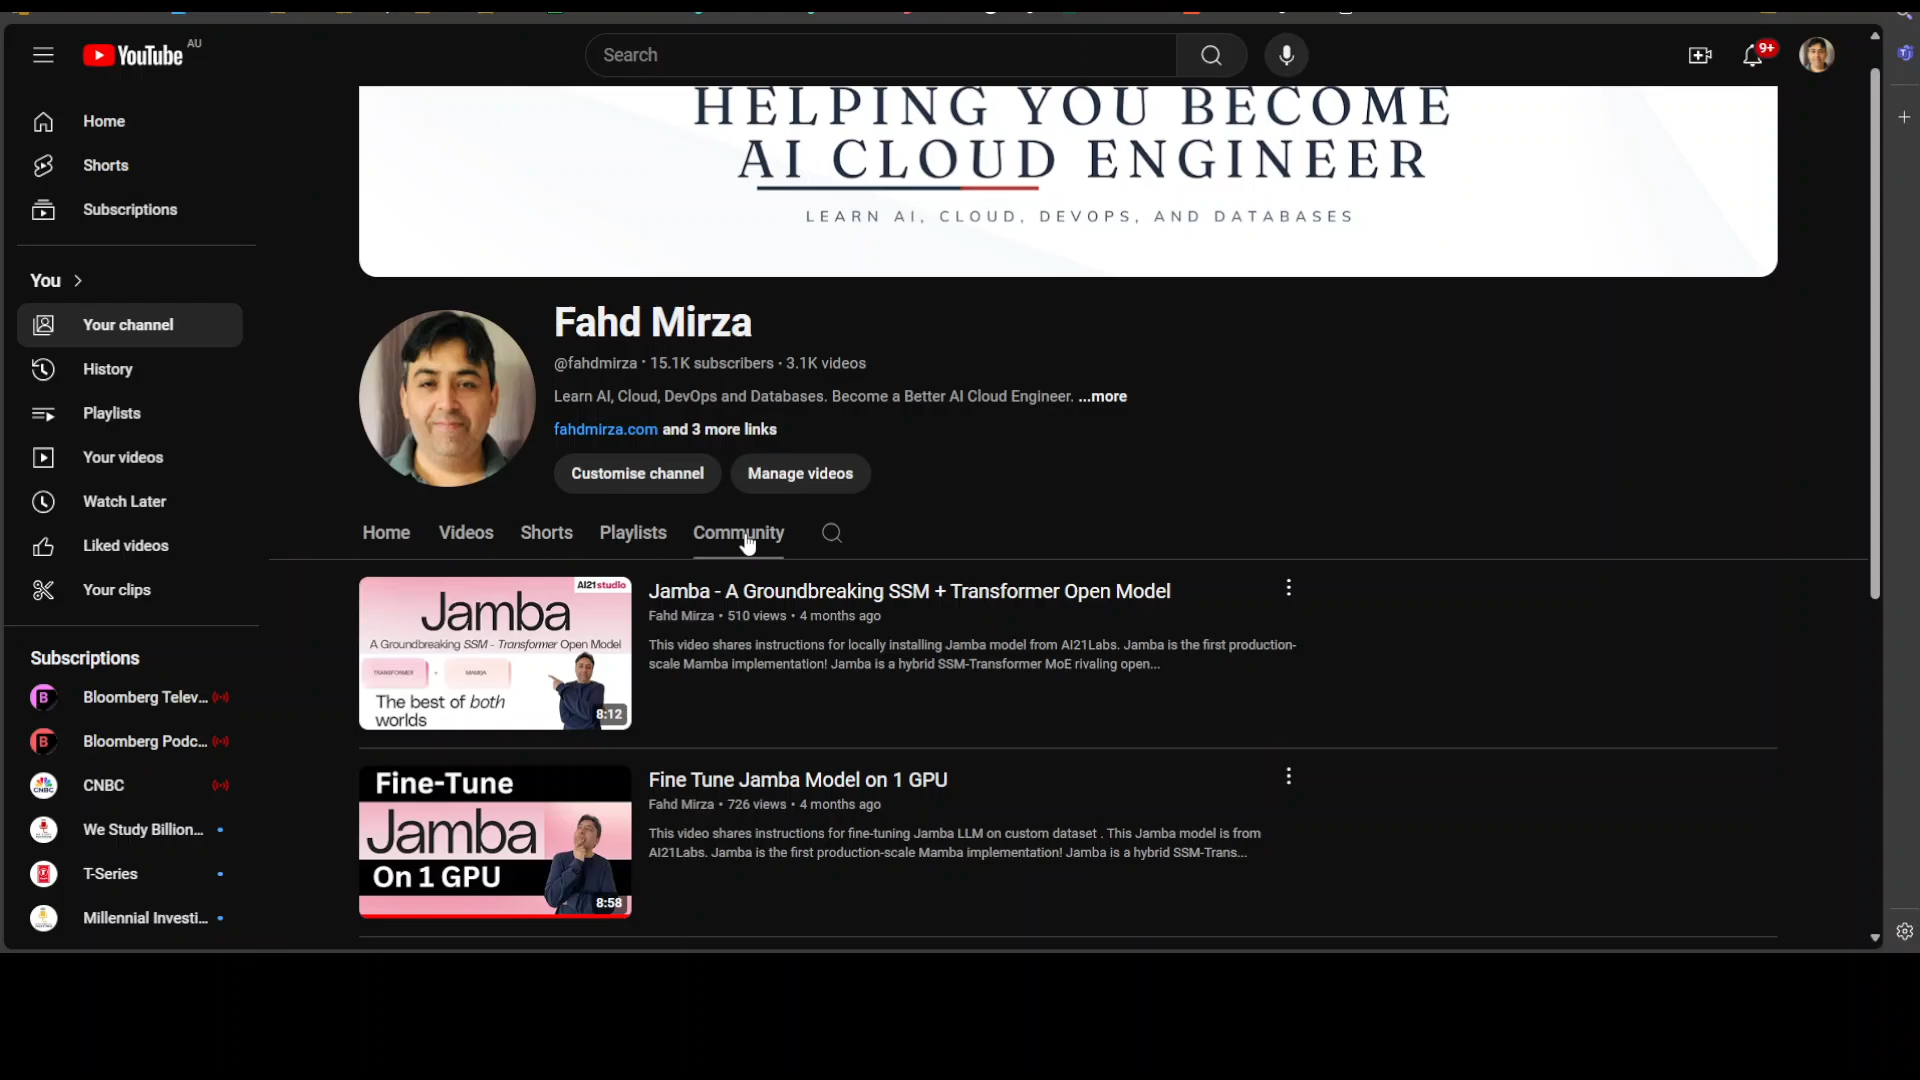 YouTube AU
Search
9+
Home
Shorts
Subscriptions
You
Your channel
History
Playlists
Your videos
Watch Later
Liked videos
Your clips
Subscriptions
B Bloomberg Telev...
B Bloomberg Podc...
CNBC CNBC
We Study Billion...
T-Series
Millennial Investi...
HELPING YOU BECOME
AI CLOUD ENGINEER
LEARN AI, CLOUD, DEVOPS, AND DATABASES
Fahd Mirza
@fahdmirza · 15.1K subscribers · 3.1K videos
Learn AI, Cloud, DevOps and Databases. Become a Better AI Cloud Engineer. ...more
fahdmirza.com and 3 more links
Customise channel Manage videos
Home Videos Shorts Playlists Community
AI21studio
Jamba
A Groundbreaking SSM - Transformer Open Model
TRANSFORMER + MAMBA
The best of both
worlds
8:12
Jamba - A Groundbreaking SSM + Transformer Open Model
Fahd Mirza • 510 views • 4 months ago
This video shares instructions for locally installing Jamba model from AI21Labs. Jamba is the first production-
scale Mamba implementation! Jamba is a hybrid SSM-Transformer MoE rivaling open...
Fine-Tune
Jamba
On 1 GPU
8:58
Fine Tune Jamba Model on 1 GPU
Fahd Mirza • 726 views • 4 months ago
This video shares instructions for fine-tuning Jamba LLM on custom dataset . This Jamba model is from
AI21Labs. Jamba is the first production-scale Mamba implementation! Jamba is a hybrid SSM-Trans...